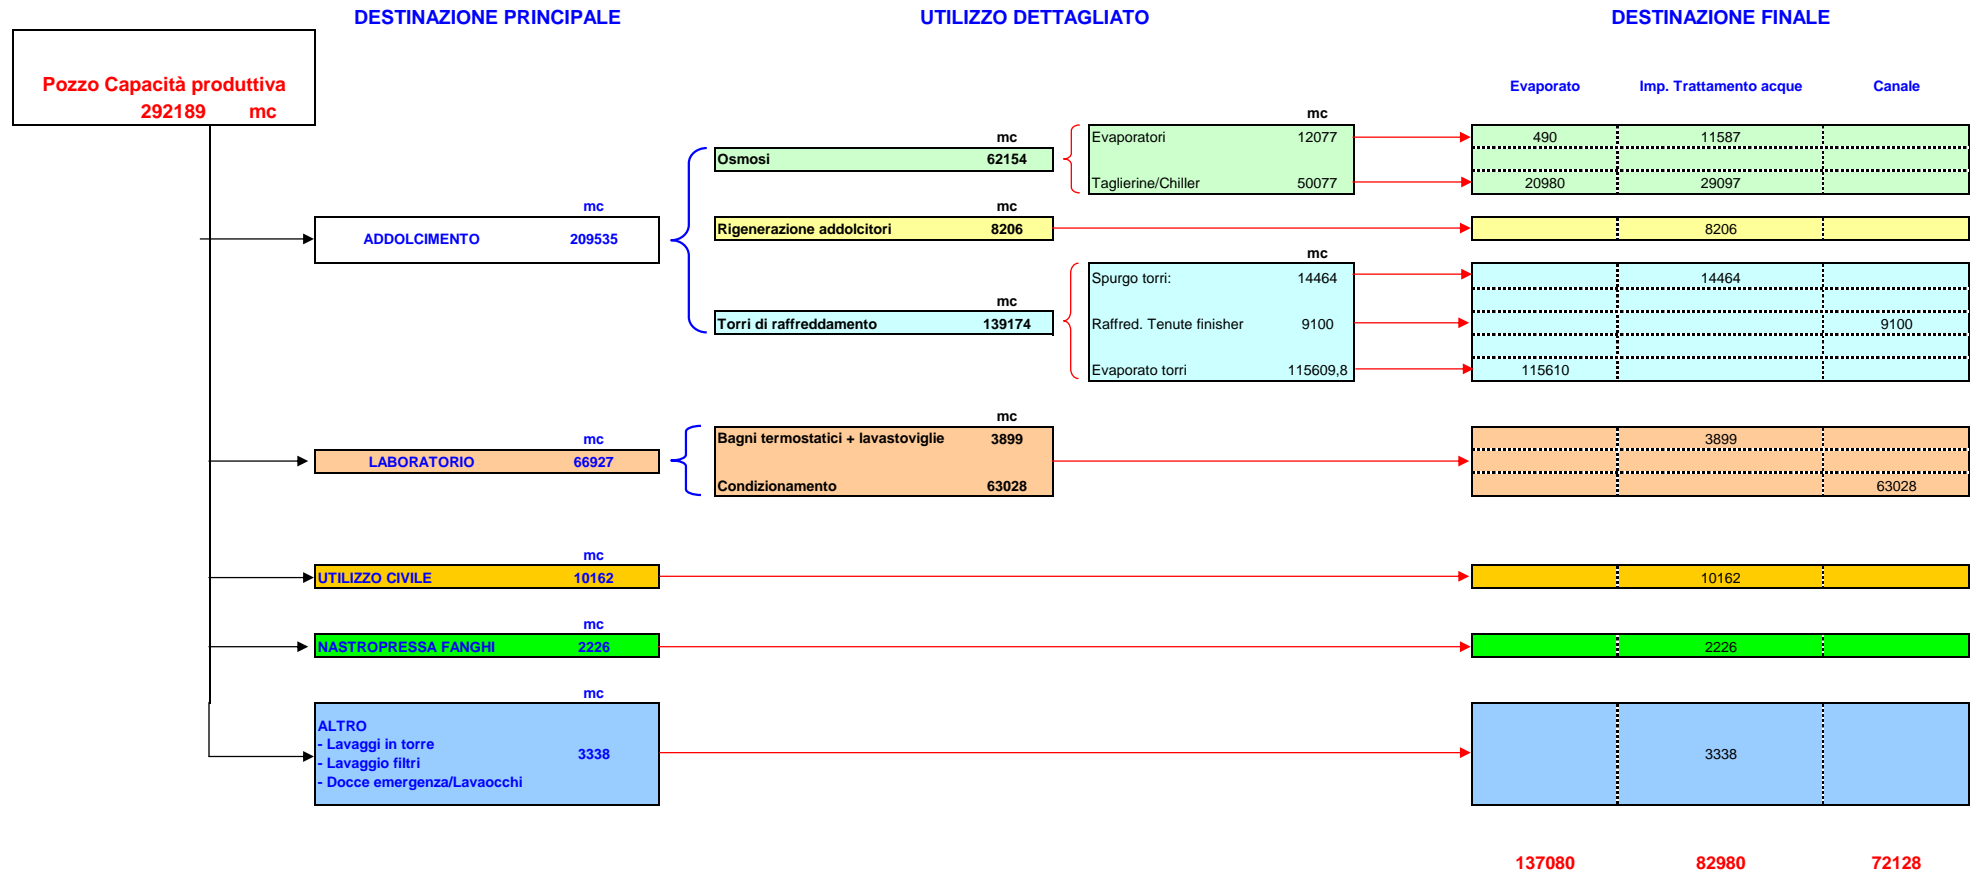 DESTINAZIONE PRINCIPALE UTILIZZO DETTAGLIATO DESTINAZIONE FINALE
Pozzo Capacità produttiva
292189 mc
Evaporato Imp. Trattamento acque Canale
mc
Evaporatori 12077 490 11587
mc
Osmosi 62154
Taglierine/Chiller 50077 20980 29097
mc
Rigenerazione addolcitori 8206 8206
ADDOLCIMENTO 209535
mc
Spurgo torri: 14464 14464
mc
Torri di raffreddamento 139174 Raffred. Tenute finisher 9100 9100
Evaporato torri 115609,8 115610
mc
mc Bagni termostatici + lavastoviglie 3899 3899
LABORATORIO 66927
Condizionamento 63028 63028
mc
UTILIZZO CIVILE 10162 10162
mc
NASTROPRESSA FANGHI 2226 2226
mc
ALTRO
- Lavaggi in torre
3338 3338
- Lavaggio filtri
- Docce emergenza/Lavaocchi
137080 82980 72128